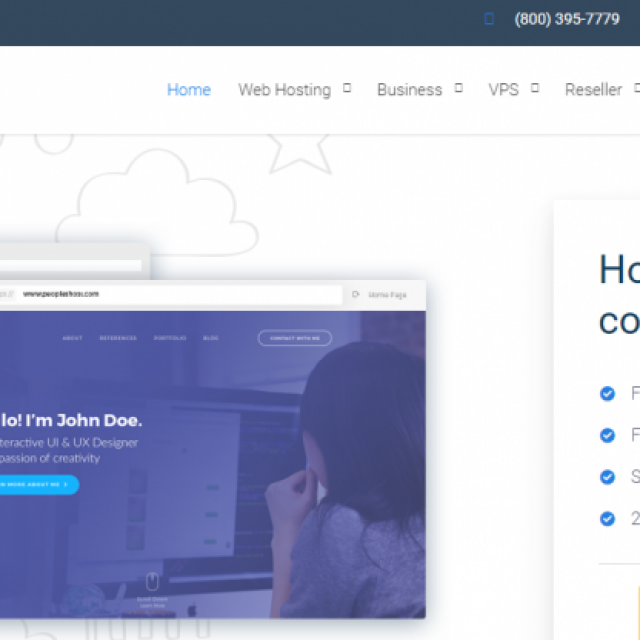 (800) 395-7779
Home Web Hosting Business VPS Reseller
Ho
co
www.peopleshost.com
Home Page
ABOUT REFERENCES PORTFOLIO BLOG CONTACT WITH ME
lo! I'm John Doe.
teractive UI & UX Designer
passion of creativity
N MORE ABOUT ME
F
F
S
2